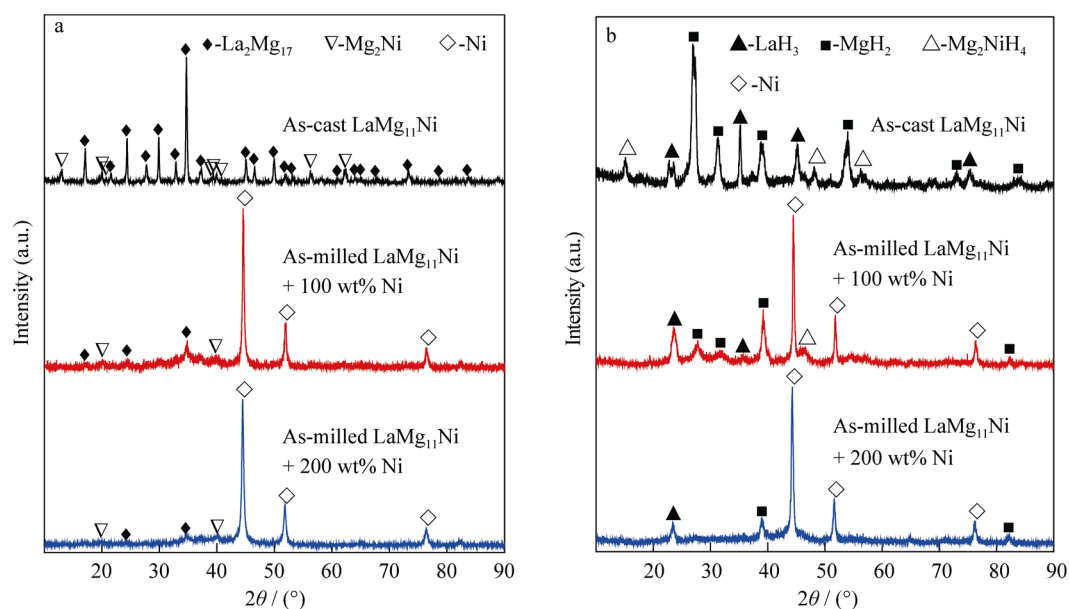 a
♦-La₂Mg₁₇ ▽-Mg₂Ni ◇-Ni
As-cast LaMg₁₁Ni
As-milled LaMg₁₁Ni
+ 100 wt% Ni
As-milled LaMg₁₁Ni
+ 200 wt% Ni
Intensity (a.u.)
20 30 40 50 60 70 80 90
2θ / (°)
b
▲-LaH₃ ■-MgH₂ △-Mg₂NiH₄
◇-Ni
As-cast LaMg₁₁Ni
As-milled LaMg₁₁Ni
+ 100 wt% Ni
As-milled LaMg₁₁Ni
+ 200 wt% Ni
Intensity (a.u.)
20 30 40 50 60 70 80 90
2θ / (°)